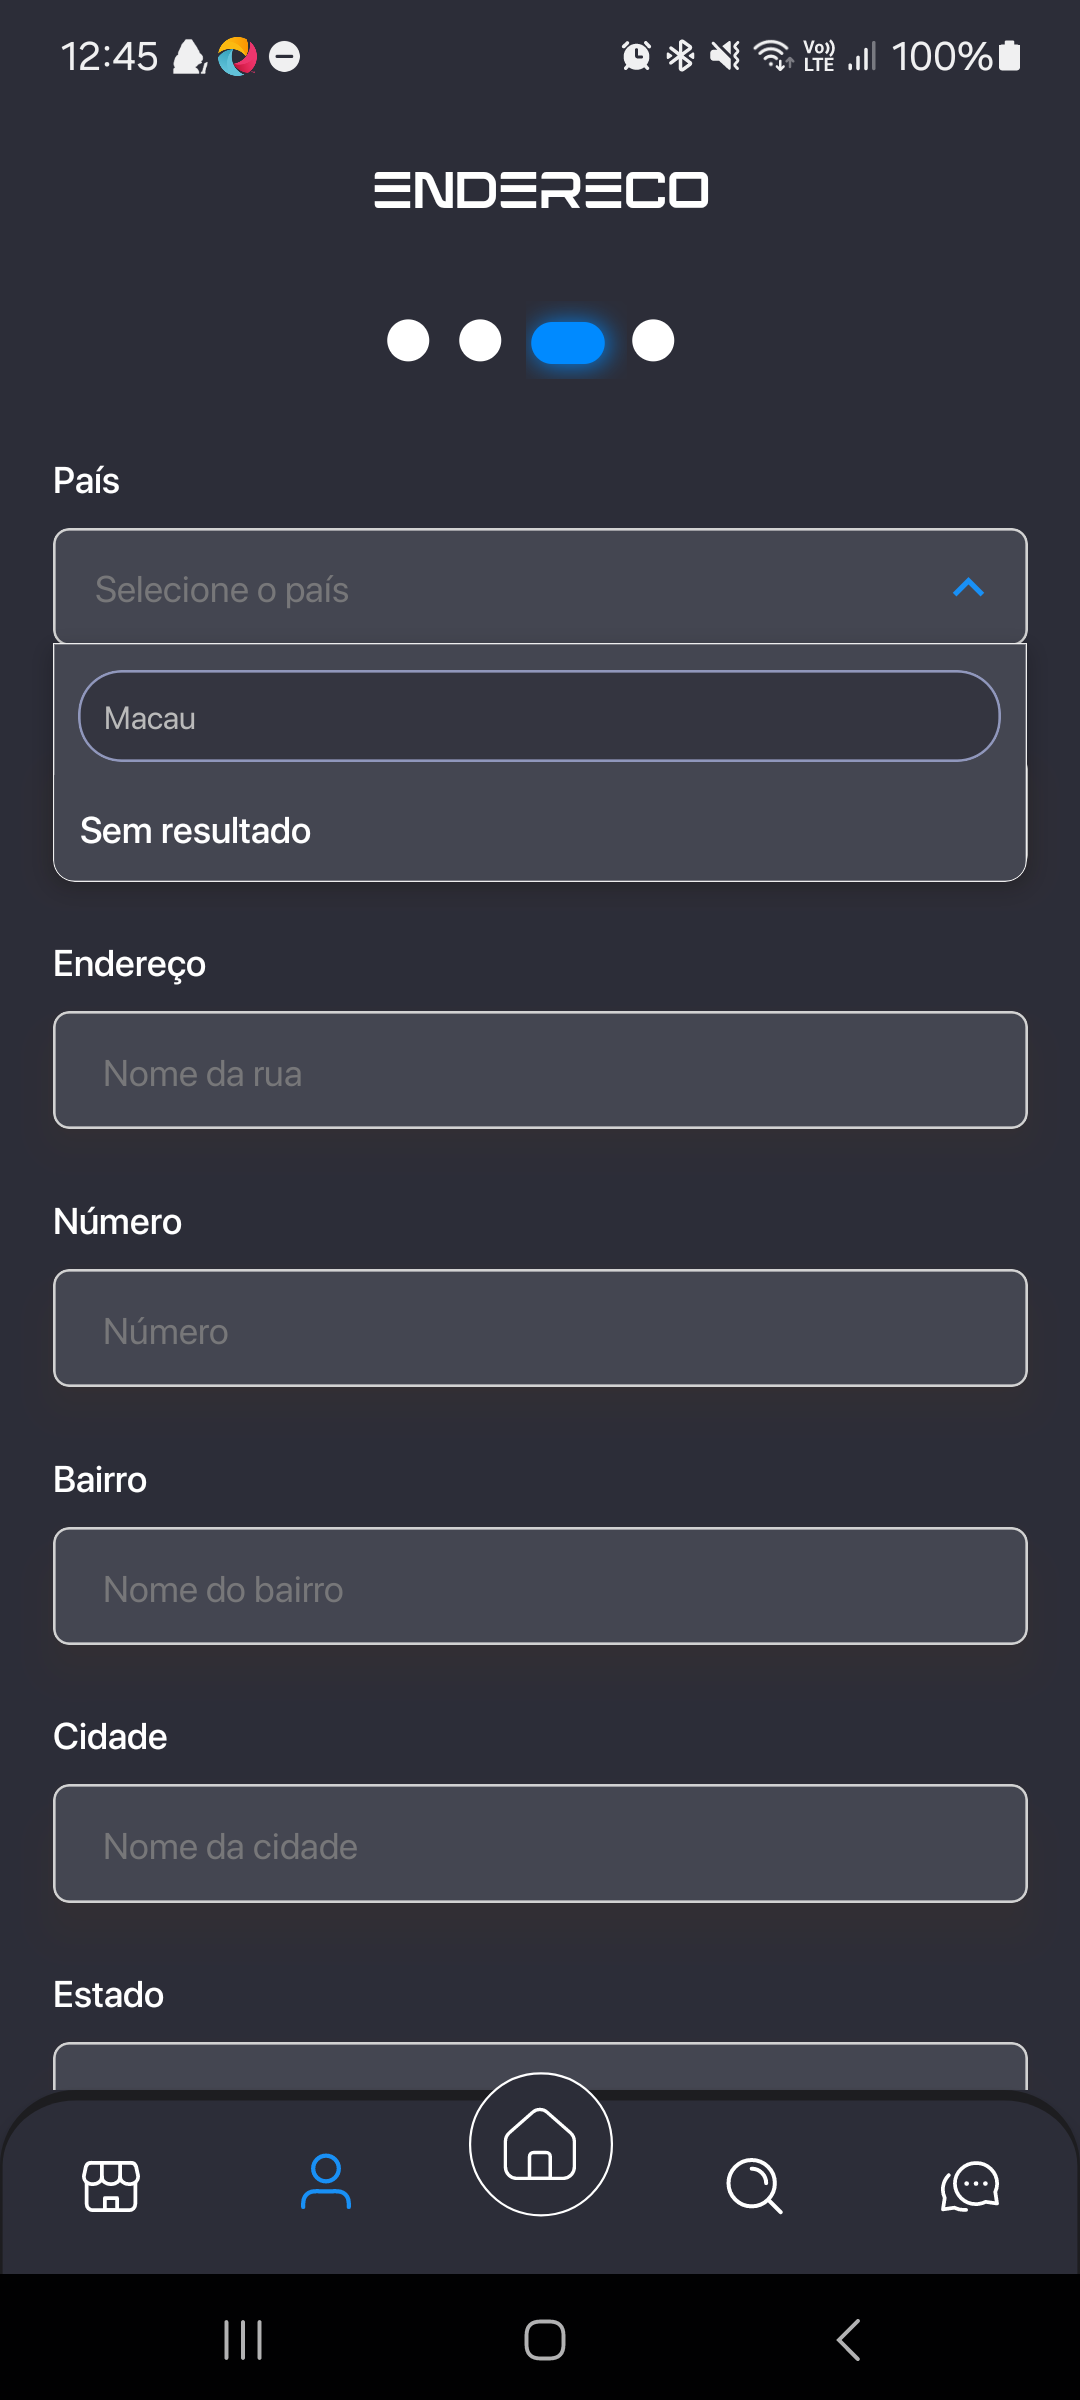 12:45
Vo)) LTE
100%
ENDERECO
País
Selecione o país
Macau
Sem resultado
Endereço
Nome da rua
Número
Número
Bairro
Nome do bairro
Cidade
Nome da cidade
Estado